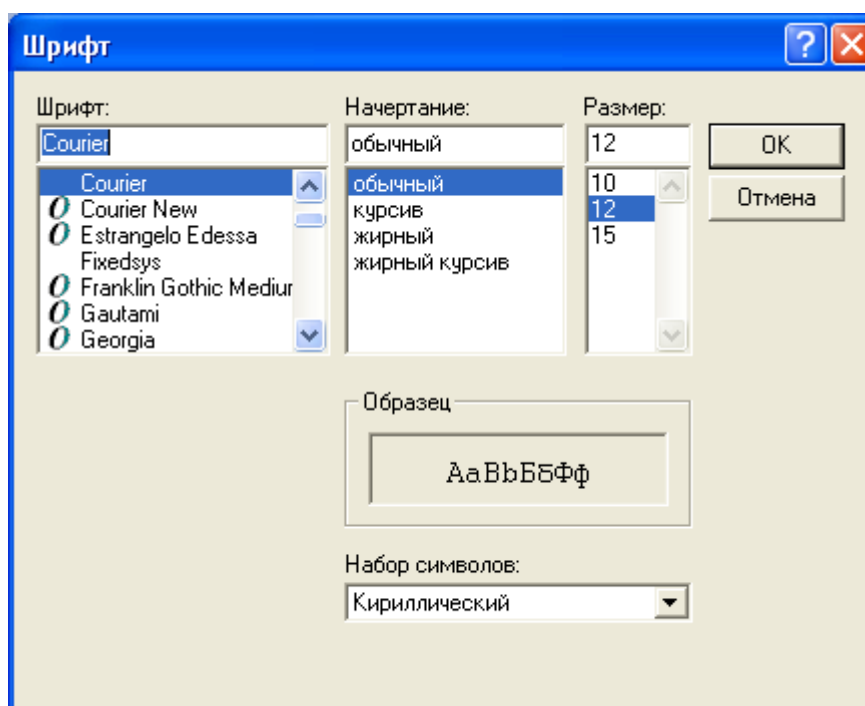 Шрифт
Шрифт:
Courier
Courier
Courier New
Estrangelo Edessa
Fixedsys
Franklin Gothic Mediur
Gautami
Georgia
Начертание:
обычный
обычный
курсив
жирный
жирный курсив
Размер:
12
10
12
15
OK
Отмена
Образец
АаBbБбФф
Набор символов:
Кириллический